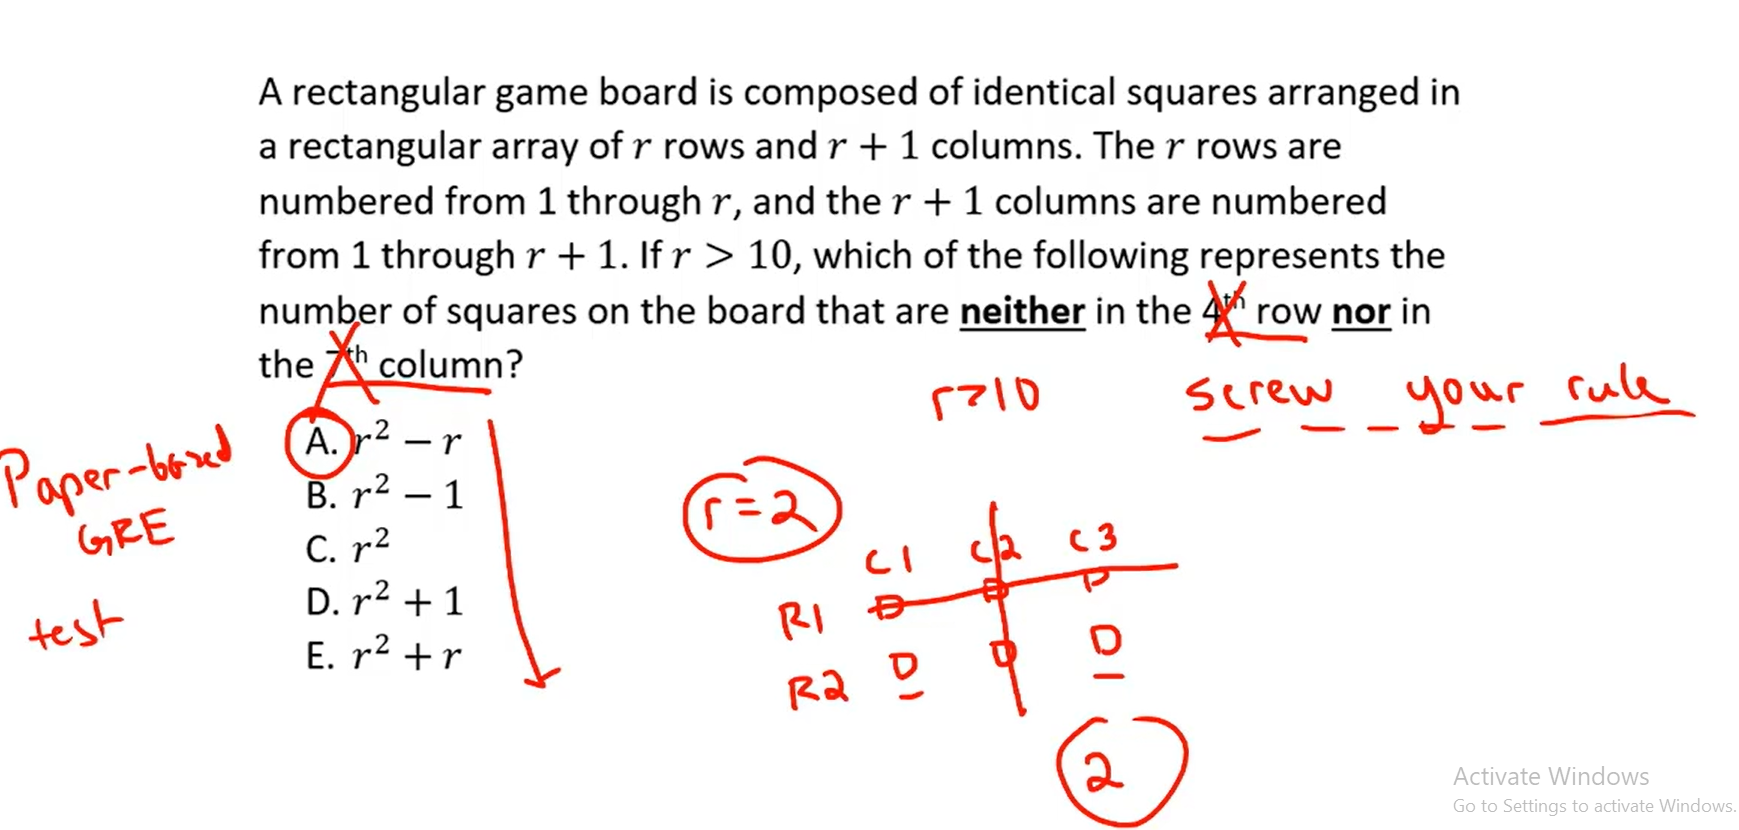 A rectangular game board is composed of identical squares arranged in
a rectangular array of r rows and r + 1 columns. The r rows are
numbered from 1 through r, and the r + 1 columns are numbered
from 1 through r + 1. If r > 10, which of the following represents the
number of squares on the board that are neither in the 4th row nor in
the 7th column?
r>10
screw your rule
A. r² − r
B. r² − 1
C. r²
D. r² + 1
E. r² + r
Paper-based
GRE
test
r=2
C1 C2 C3
R1
R2
2
Activate Windows
Go to Settings to activate Windows.